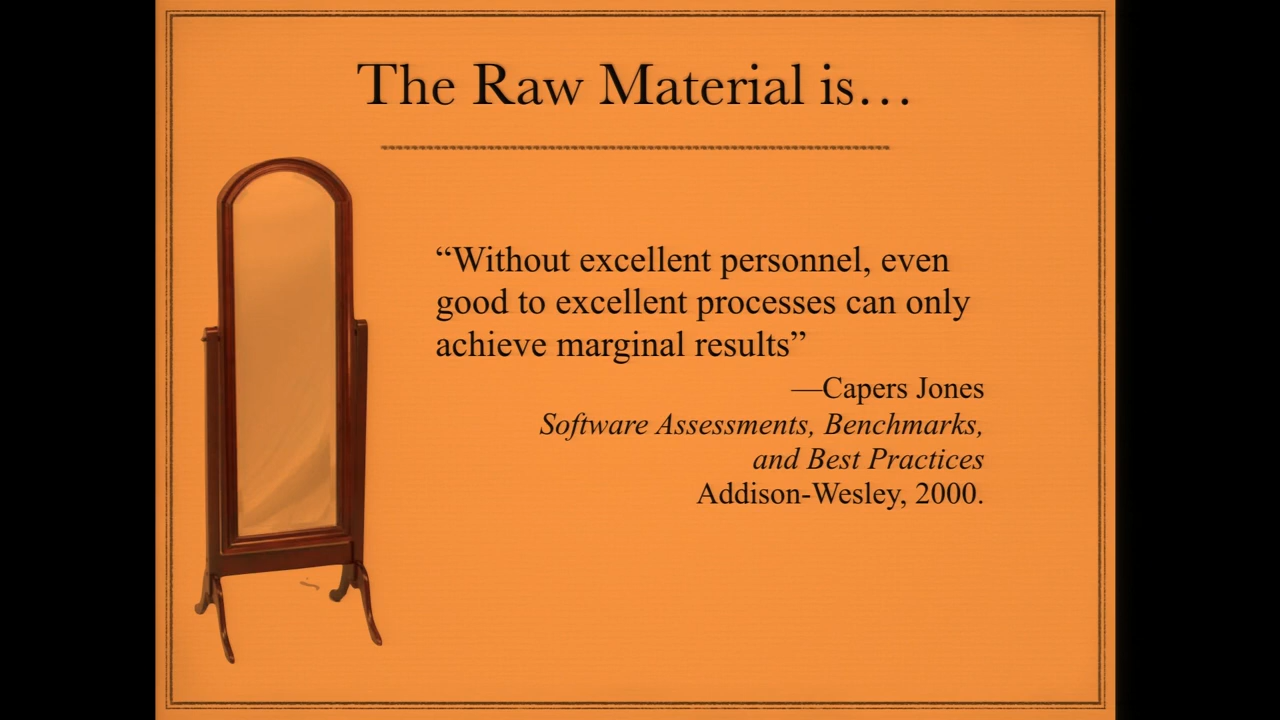 The Raw Material is…
“Without excellent personnel, even
good to excellent processes can only
achieve marginal results”
—Capers Jones
Software Assessments, Benchmarks,
and Best Practices
Addison-Wesley, 2000.